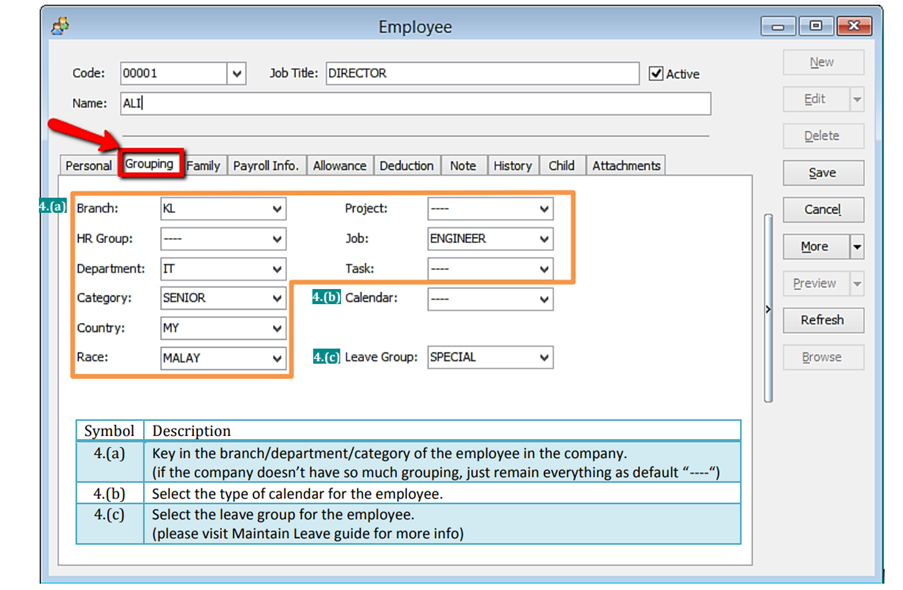 Employee
Code: 00001 Job Title: DIRECTOR Active
Name: ALI
Personal Grouping Family Payroll Info. Allowance Deduction Note History Child Attachments
4.(a) Branch: KL Project: ----
HR Group: ---- Job: ENGINEER
Department: IT Task: ----
Category: SENIOR 4.(b) Calendar: ----
Country: MY
Race: MALAY 4.(c) Leave Group: SPECIAL
New
Edit
Delete
Save
Cancel
More
Preview
Refresh
Browse
Symbol Description
4.(a) Key in the branch/department/category of the employee in the company.
(if the company doesn't have so much grouping, just remain everything as default “----“)
4.(b) Select the type of calendar for the employee.
4.(c) Select the leave group for the employee.
(please visit Maintain Leave guide for more info)